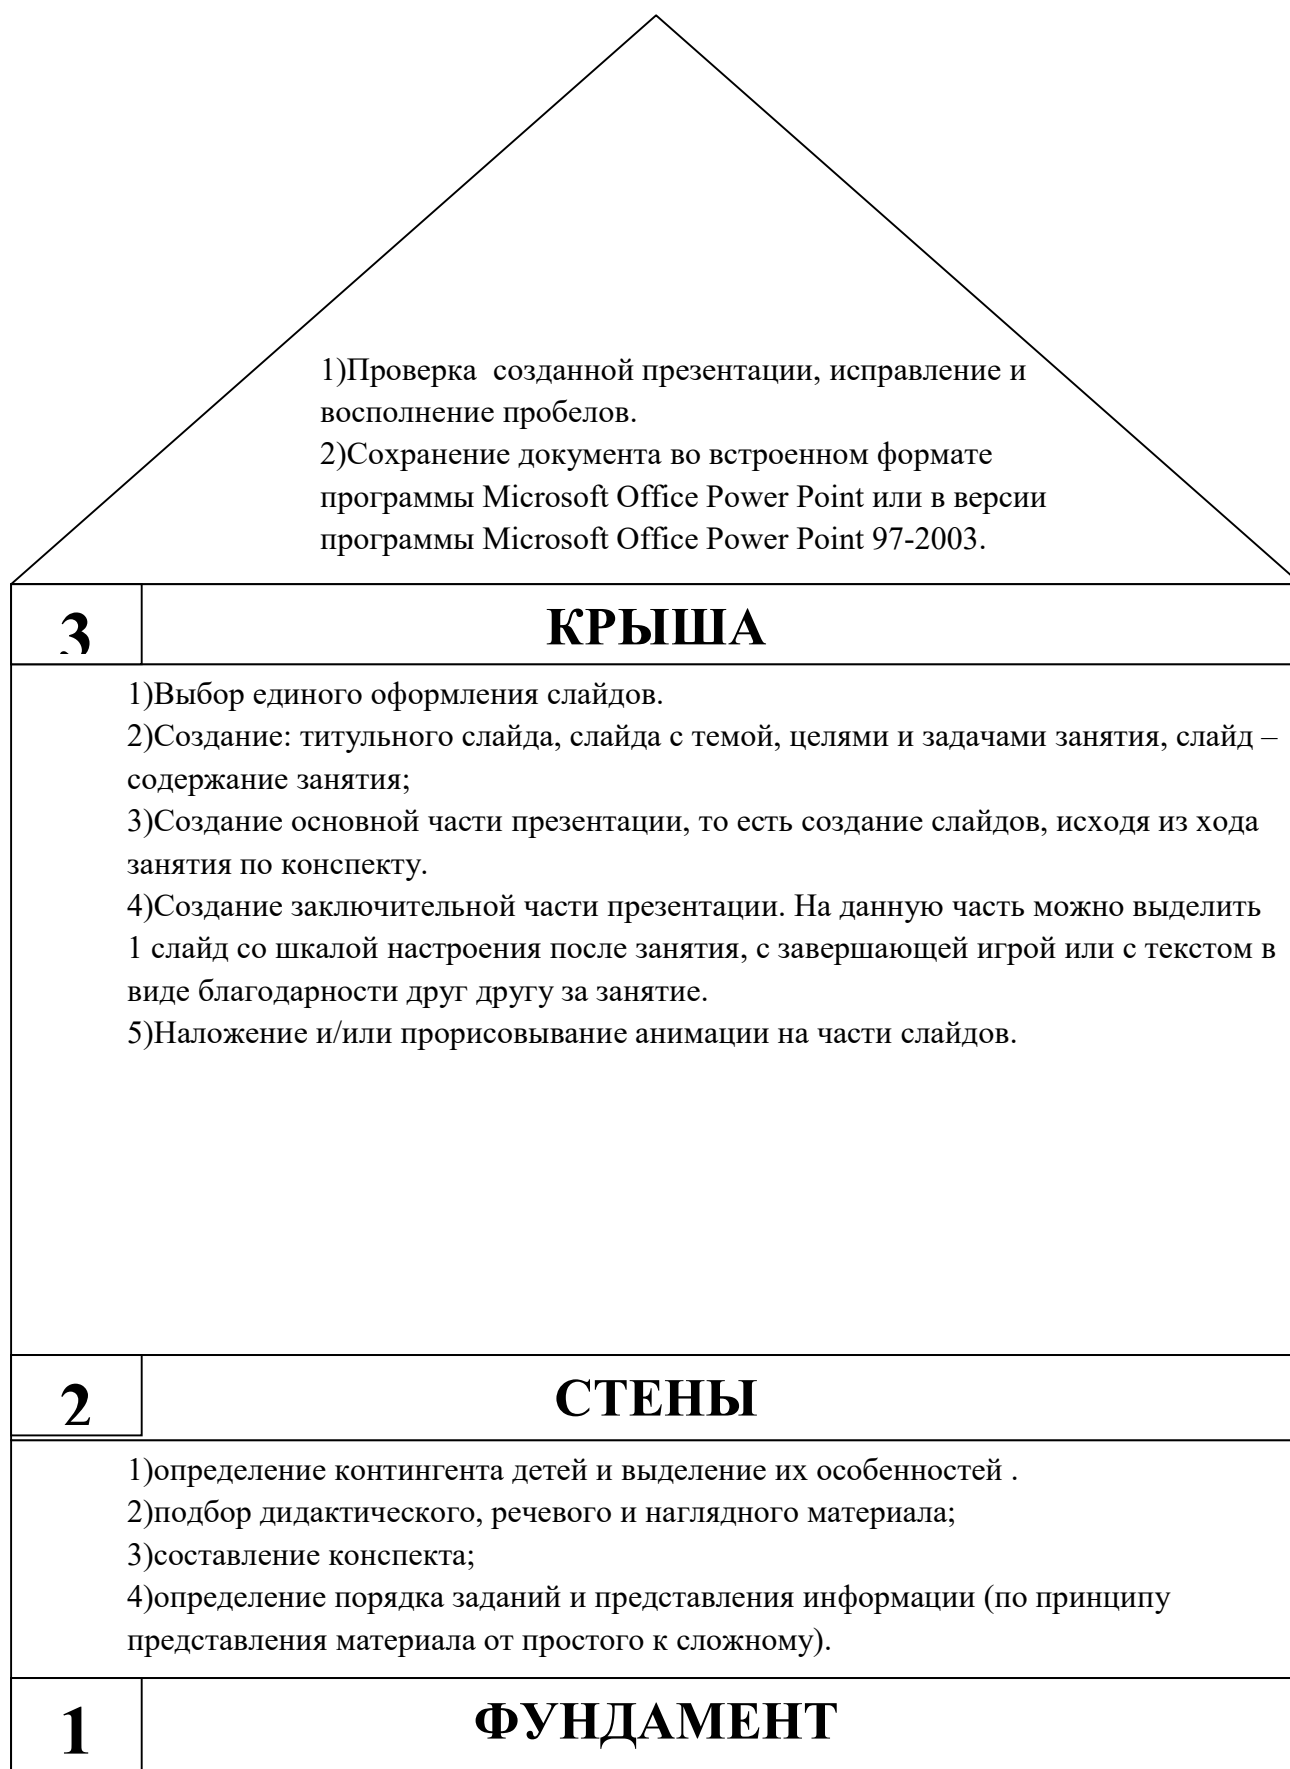 1)Проверка  созданной презентации, исправление и
восполнение пробелов.
2)Сохранение документа во встроенном формате
программы Microsoft Office Power Point или в версии
программы Microsoft Office Power Point 97-2003.
3 КРЫША
1)Выбор единого оформления слайдов.
2)Создание: титульного слайда, слайда с темой, целями и задачами занятия, слайд –
содержание занятия;
3)Создание основной части презентации, то есть создание слайдов, исходя из хода
занятия по конспекту.
4)Создание заключительной части презентации. На данную часть можно выделить
1 слайд со шкалой настроения после занятия, с завершающей игрой или с текстом в
виде благодарности друг другу за занятие.
5)Наложение и/или прорисовывание анимации на части слайдов.
2 СТЕНЫ
1)определение контингента детей и выделение их особенностей .
2)подбор дидактического, речевого и наглядного материала;
3)составление конспекта;
4)определение порядка заданий и представления информации (по принципу
представления материала от простого к сложному).
1 ФУНДАМЕНТ